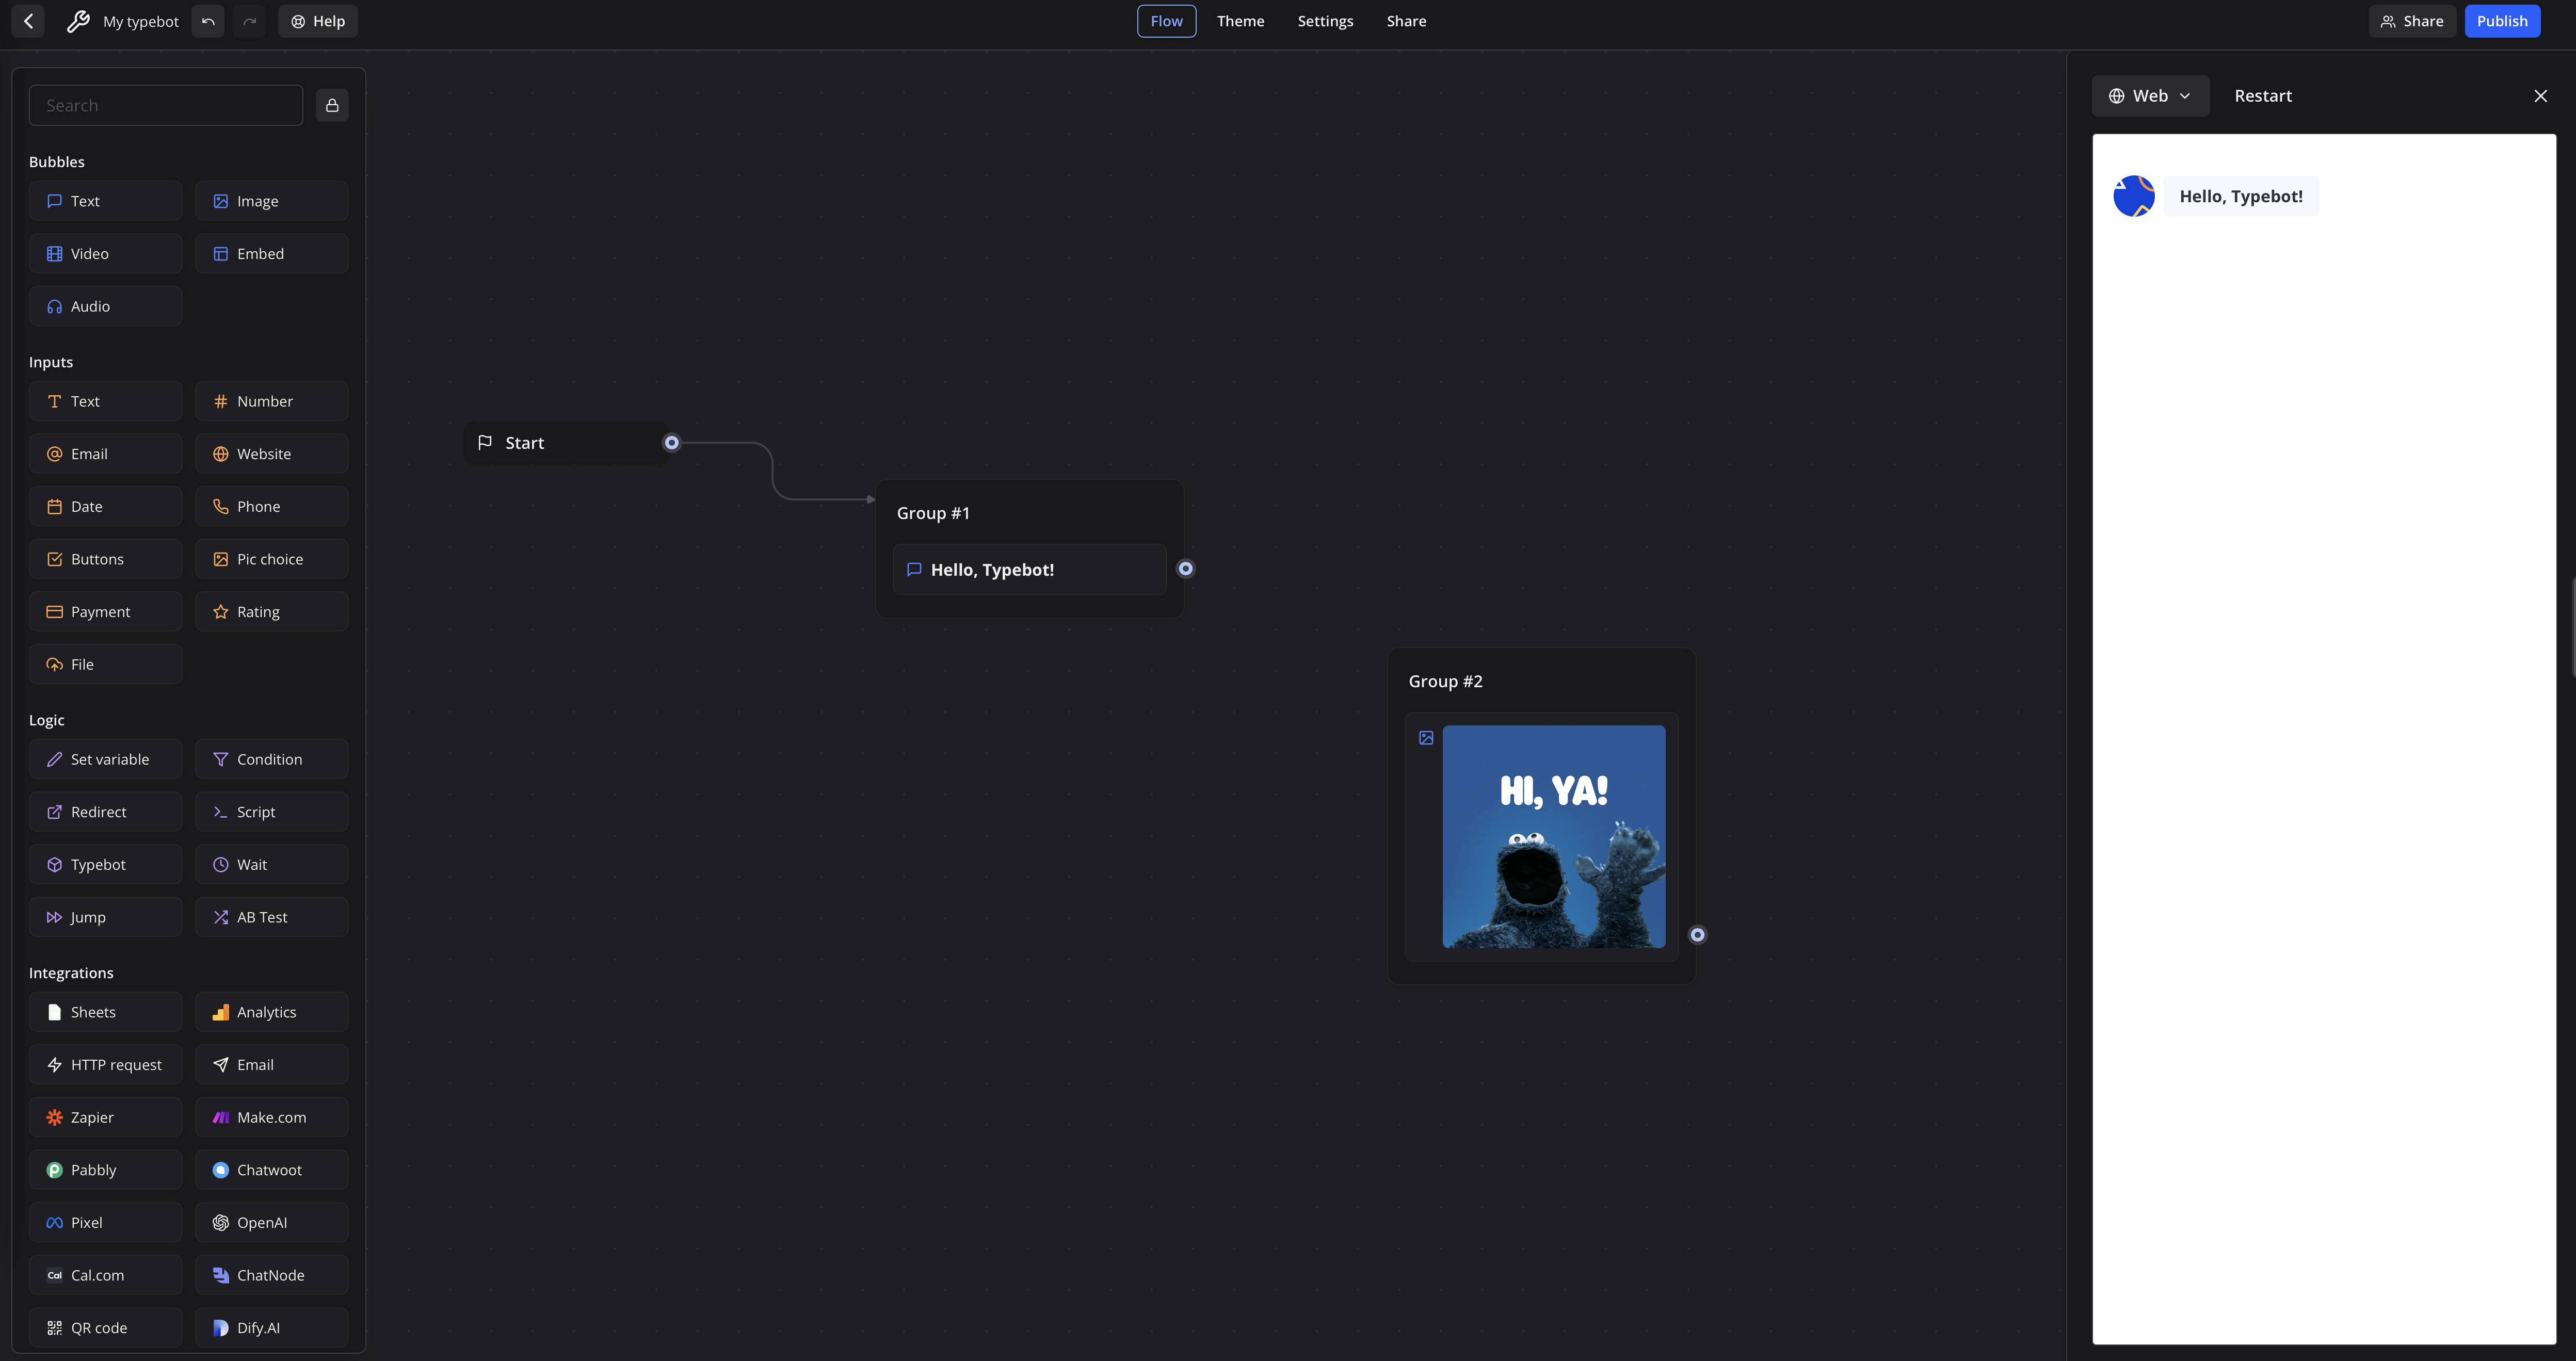 My typebot
Help
Flow
Theme
Settings
Share
Share
Publish
Search
Bubbles
Text
Image
Video
Embed
Audio
Inputs
Text
Number
Email
Website
Date
Phone
Buttons
Pic choice
Payment
Rating
File
Logic
Set variable
Condition
Redirect
Script
Typebot
Wait
Jump
AB Test
Integrations
Sheets
Analytics
HTTP request
Email
Zapier
Make.com
Pabbly
Chatwoot
Pixel
OpenAI
Cal
Cal.com
ChatNode
QR code
Dify.AI
Start
Group #1
Hello, Typebot!
Group #2
HI, YA!
Web
Restart
Hello, Typebot!